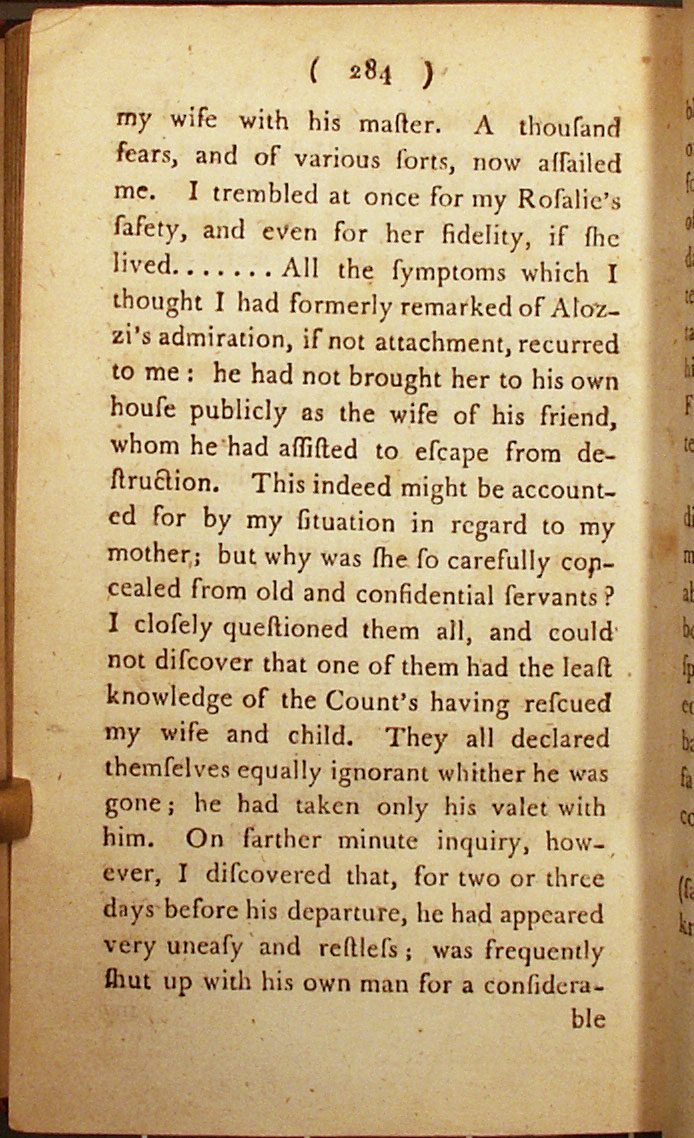 ( 284 )
my wife with his maſter. A thouſand
fears, and of various ſorts, now aſſailed
me. I trembled at once for my Roſalie's
ſafety, and even for her fidelity, if ſhe
lived.......All the ſymptoms which I
thought I had formerly remarked of Aloz-
zi's admiration, if not attachment, recurred
to me: he had not brought her to his own
houſe publicly as the wife of his friend,
whom he had aſſiſted to eſcape from de-
ſtruction. This indeed might be account-
ed for by my ſituation in regard to my
mother; but why was ſhe ſo carefully con-
cealed from old and confidential ſervants?
I cloſely queſtioned them all, and could
not diſcover that one of them had the leaſt
knowledge of the Count's having reſcued
my wife and child. They all declared
themſelves equally ignorant whither he was
gone; he had taken only his valet with
him. On farther minute inquiry, how-
ever, I diſcovered that, for two or three
days before his departure, he had appeared
very uneaſy and reſtleſs; was frequently
ſhut up with his own man for a conſidera-
ble